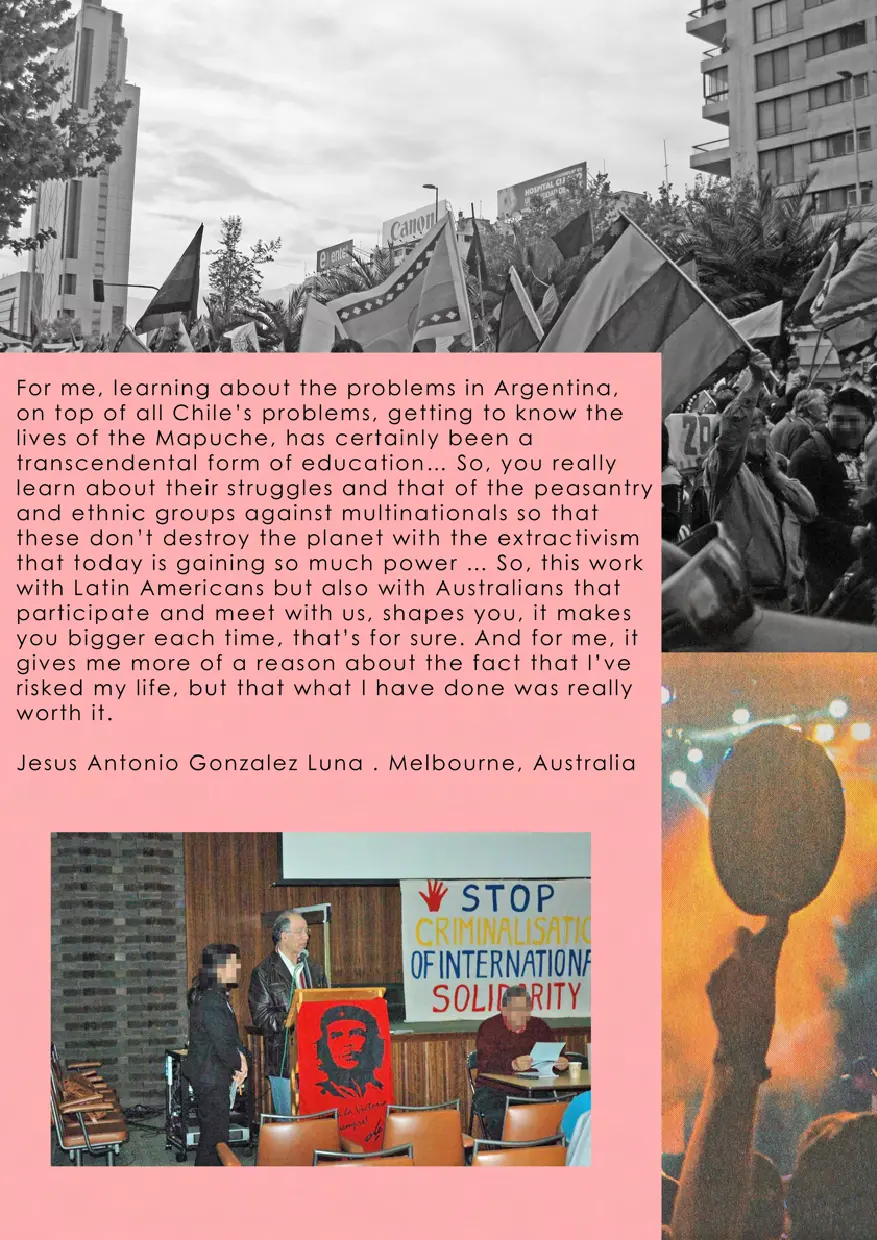 HOSPITAL
Canon
entel
20
For me, learning about the problems in Argentina,
on top of all Chile's problems, getting to know the
lives of the Mapuche, has certainly been a
transcendental form of education... So, you really
learn about their struggles and that of the peasantry
and ethnic groups against multinationals so that
these don't destroy the planet with the extractivism
that today is gaining so much power ... So, this work
with Latin Americans but also with Australians that
participate and meet with us, shapes you, it makes
you bigger each time, that's for sure. And for me, it
gives me more of a reason about the fact that I've
risked my life, but that what I have done was really
worth it.
Jesus Antonio Gonzalez Luna . Melbourne, Australia
STOP
CRIMINALISATIO
OF INTERNATIONA
SOLIDARITY